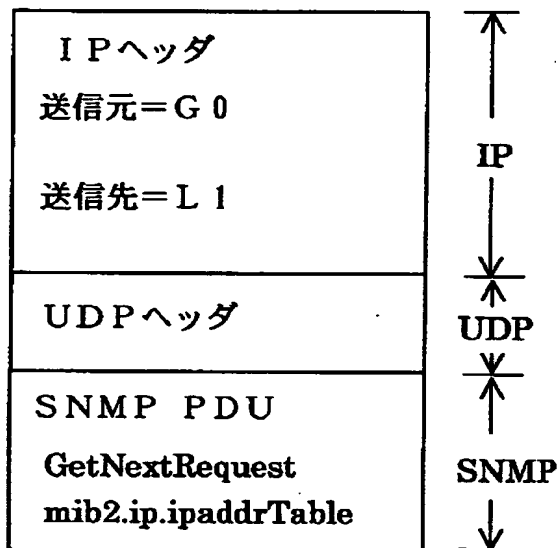 IPヘッダ
送信元=G0
IP
送信先=L1
UDPヘッダ
UDP
SNMP PDU
GetNextRequest
SNMP
mib2.ip.ipaddrTable